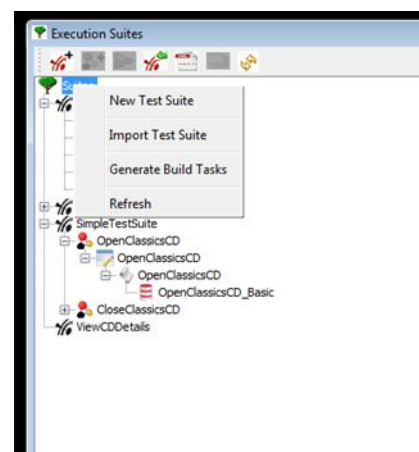 Execution Suites
New Test Suite
Import Test Suite
Generate Build Tasks
Refresh
SimpleTestSuite
OpenClassicsCD
OpenClassicsCD
OpenClassicsCD
OpenClassicsCD_Basic
CloseClassicsCD
ViewCDDetails